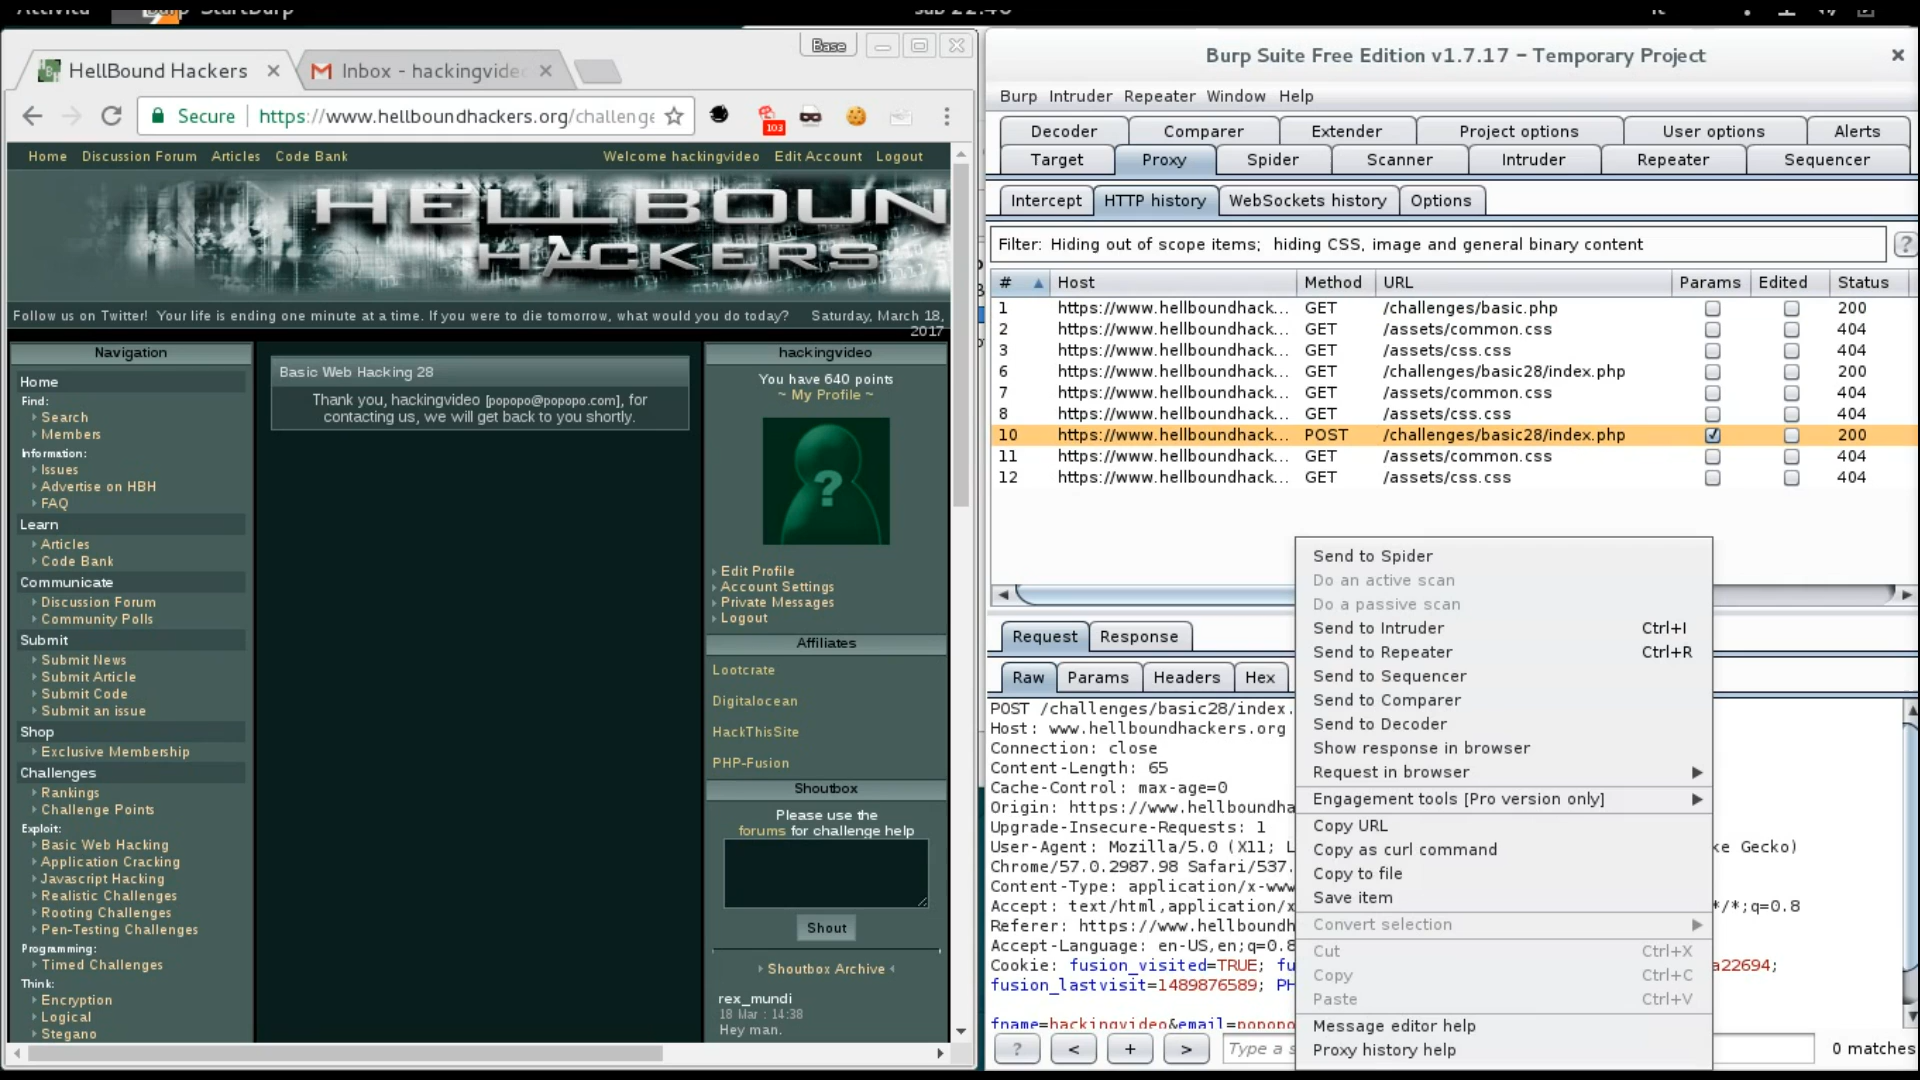 Attività Burp-StartBurp sab 22:40 it
Base
HellBound Hackers
Inbox - hackingvide
Secure https://www.hellboundhackers.org/challenge
103
Home Discussion Forum Articles Code Bank Welcome hackingvideo Edit Account Logout
HELLBOUN
HACKERS
Follow us on Twitter! Your life is ending one minute at a time. If you were to die tomorrow, what would you do today? Saturday, March 18,
2017
Navigation
Home
Find:
Search
Members
Information:
Issues
Advertise on HBH
FAQ
Learn
Articles
Code Bank
Communicate
Discussion Forum
Community Polls
Submit
Submit News
Submit Article
Submit Code
Submit an issue
Shop
Exclusive Membership
Challenges
Rankings
Challenge Points
Exploit:
Basic Web Hacking
Application Cracking
Javascript Hacking
Realistic Challenges
Rooting Challenges
Pen-Testing Challenges
Programming:
Timed Challenges
Think:
Encryption
Logical
Stegano
Basic Web Hacking 28
Thank you, hackingvideo [popopo@popopo.com], for
contacting us, we will get back to you shortly.
hackingvideo
You have 640 points
~ My Profile ~
?
Edit Profile
Account Settings
Private Messages
Logout
Affiliates
Lootcrate
Digitalocean
HackThisSite
PHP-Fusion
Shoutbox
Please use the
forums for challenge help
Shout
Shoutbox Archive
rex_mundi
18 Mar : 14:38
Hey man.
Burp Suite Free Edition v1.7.17 - Temporary Project
Burp Intruder Repeater Window Help
Decoder Comparer Extender Project options User options Alerts
Target Proxy Spider Scanner Intruder Repeater Sequencer
Intercept HTTP history WebSockets history Options
Filter: Hiding out of scope items; hiding CSS, image and general binary content ?
# Host Method URL Params Edited Status
1 https://www.hellboundhack... GET /challenges/basic.php 200
2 https://www.hellboundhack... GET /assets/common.css 404
3 https://www.hellboundhack... GET /assets/css.css 404
6 https://www.hellboundhack... GET /challenges/basic28/index.php 200
7 https://www.hellboundhack... GET /assets/common.css 404
8 https://www.hellboundhack... GET /assets/css.css 404
10 https://www.hellboundhack... POST /challenges/basic28/index.php 200
11 https://www.hellboundhack... GET /assets/common.css 404
12 https://www.hellboundhack... GET /assets/css.css 404
Request Response
Raw Params Headers Hex
POST /challenges/basic28/index.
Host: www.hellboundhackers.org
Connection: close
Content-Length: 65
Cache-Control: max-age=0
Origin: https://www.hellboundha
Upgrade-Insecure-Requests: 1
User-Agent: Mozilla/5.0 (X11; L ke Gecko)
Chrome/57.0.2987.98 Safari/537.
Content-Type: application/x-www
Accept: text/html,application/x */*;q=0.8
Referer: https://www.hellboundh
Accept-Language: en-US,en;q=0.8
Cookie: fusion_visited=TRUE; fu a22694;
fusion_lastvisit=1489876589; PH
fname=hackingvideo&email=popopo
? < + > Type a s 0 matches
Send to Spider
Do an active scan
Do a passive scan
Send to Intruder Ctrl+I
Send to Repeater Ctrl+R
Send to Sequencer
Send to Comparer
Send to Decoder
Show response in browser
Request in browser
Engagement tools [Pro version only]
Copy URL
Copy as curl command
Copy to file
Save item
Convert selection
Cut Ctrl+X
Copy Ctrl+C
Paste Ctrl+V
Message editor help
Proxy history help